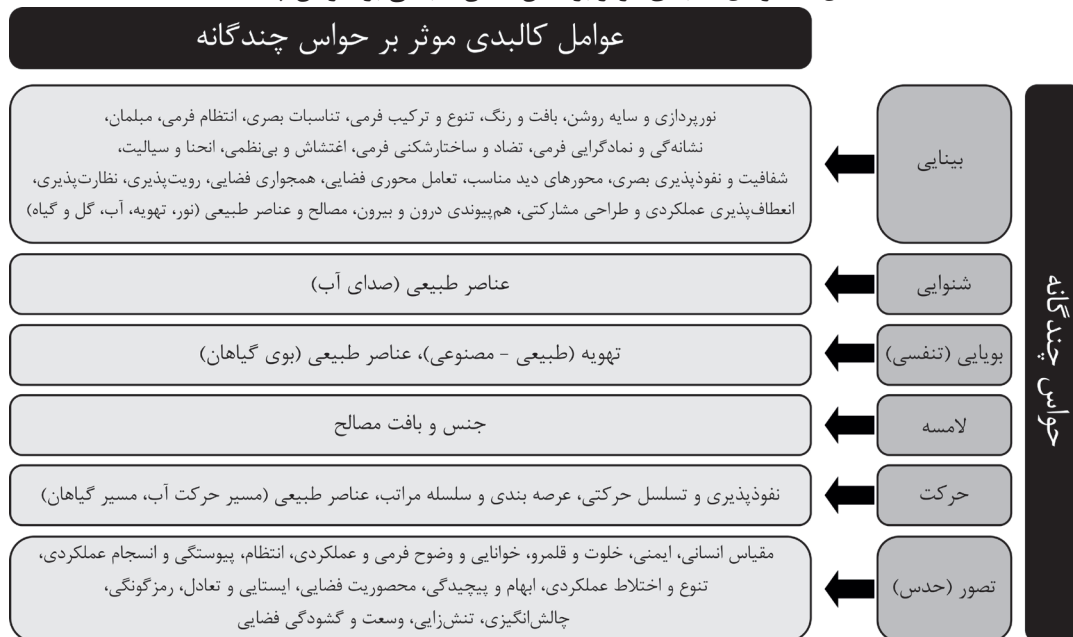 عوامل کالبدی موثر بر حواس چندگانه
حواس چندگانه
بینایی
نورپردازی و سایه روشن، بافت و رنگ، تنوع و ترکیب فرمی، تناسبات بصری، انتظام فرمی، مبلمان،
نشانه‌گی و نمادگرایی فرمی، تضاد و ساختارشکنی فرمی، اغتشاش و بی‌نظمی، انحنا و سیالیت،
شفافیت و نفوذپذیری بصری، محورهای دید مناسب، تعامل محوری فضایی، همجواری فضایی، رویت‌پذیری، نظارت‌پذیری،
انعطاف‌پذیری عملکردی و طراحی مشارکتی، هم‌پیوندی درون و بیرون، مصالح و عناصر طبیعی (نور، تهویه، آب، گل و گیاه)
شنوایی
عناصر طبیعی (صدای آب)
بویایی (تنفسی)
تهویه (طبیعی - مصنوعی)، عناصر طبیعی (بوی گیاهان)
لامسه
جنس و بافت مصالح
حرکت
نفوذپذیری و تسلسل حرکتی، عرصه بندی و سلسله مراتب، عناصر طبیعی (مسیر حرکت آب، مسیر گیاهان)
تصور (حدس)
مقیاس انسانی، ایمنی، خلوت و قلمرو، خوانایی و وضوح فرمی و عملکردی، انتظام، پیوستگی و انسجام عملکردی،
تنوع و اختلاط عملکردی، ابهام و پیچیدگی، محصوریت فضایی، ایستایی و تعادل، رمزگونگی،
چالش‌انگیزی، تنش‌زایی، وسعت و گشودگی فضایی